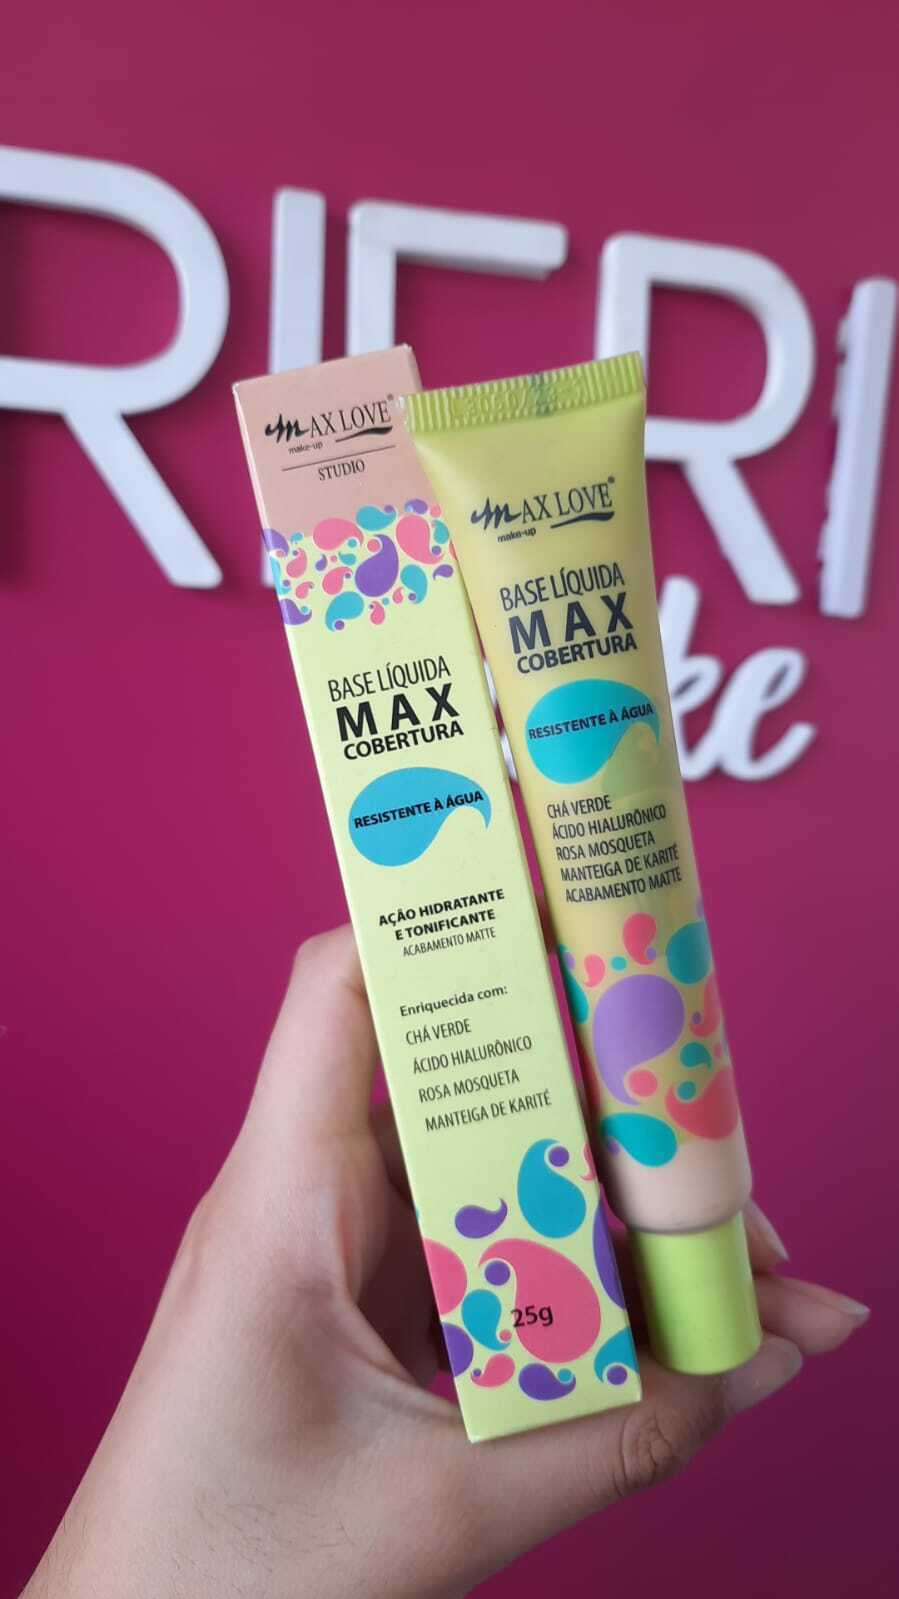 RIFRI
ke
MAX LOVE®
make-up
STUDIO
BASE LÍQUIDA
MAX
COBERTURA
RESISTENTE À ÁGUA
AÇÃO HIDRATANTE
E TONIFICANTE
ACABAMENTO MATTE
Enriquecida com:
CHÁ VERDE
ÁCIDO HIALURÔNICO
ROSA MOSQUETA
MANTEIGA DE KARITÉ
25g
MAX LOVE®
make-up
BASE LÍQUIDA
MAX
COBERTURA
RESISTENTE À ÁGUA
CHÁ VERDE
ÁCIDO HIALURÔNICO
ROSA MOSQUETA
MANTEIGA DE KARITÉ
ACABAMENTO MATTE